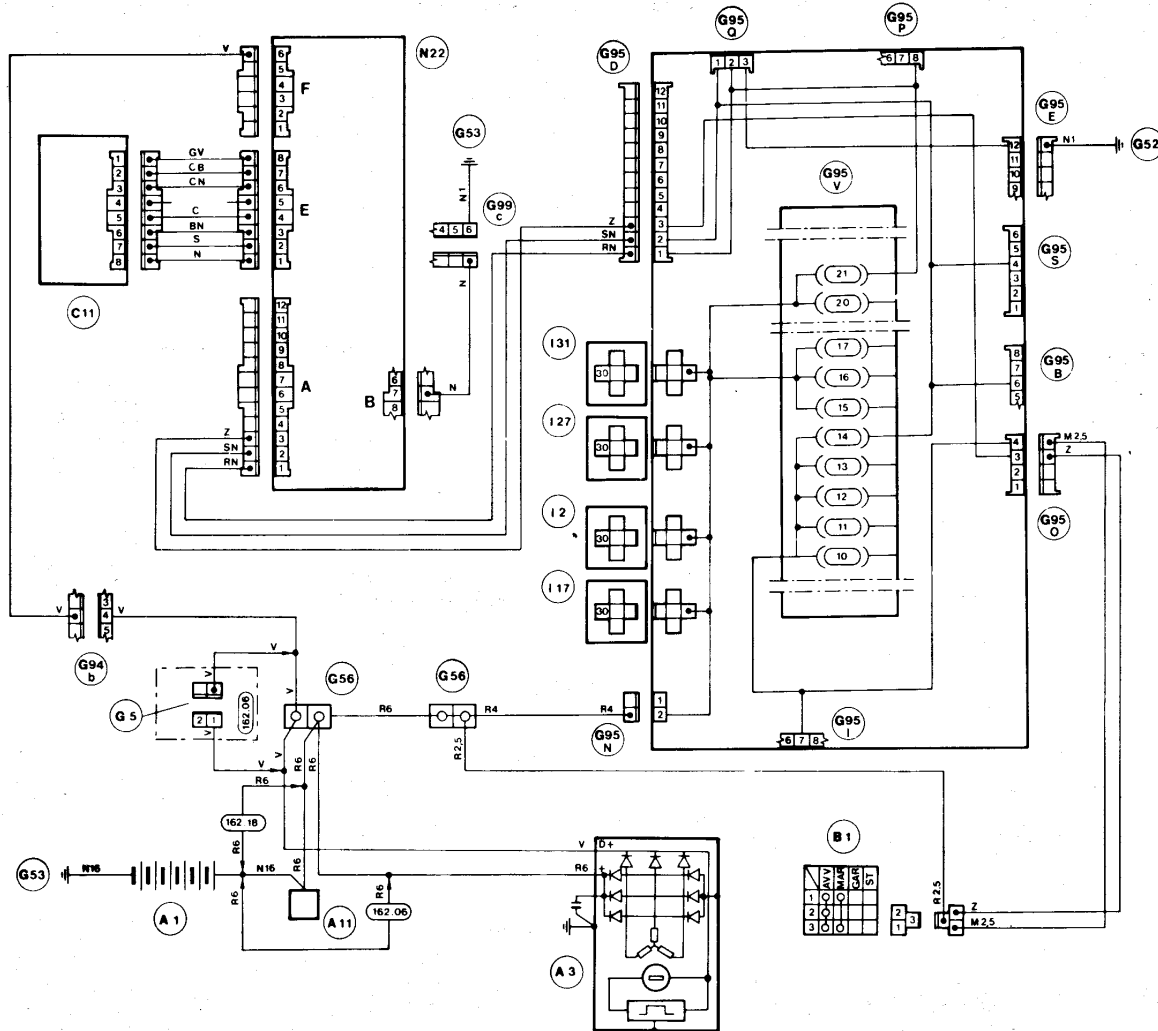 G95 Q
G95 P
V
N22
G95 D
1 2 3
6 7 8
6
5
4
3
2
1
F
12
11
10
9
8
7
6
5
4
3
2
1
G95 E
12
11
10
9
N1
G52
G53
N1
G95 V
1
2
3
4
5
6
7
8
GV
CB
CN
C
BN
S
N
8
7
6
5
4
3
2
1
E
4 5 6
G99 c
Z
SN
RN
6
5
4
3
2
1
G95 S
C11
N
21
20
12
11
10
9
8
7
6
5
4
3
2
1
A
I31
30
17
16
15
8
7
6
5
G95 B
B
6
7
8
N
I27
30
14
13
12
11
10
4
3
2
1
M2,5
Z
G95 O
Z
SN
RN
I2
30
I17
30
V
3
4
5
V
G94 b
V
V
G5
2 1
162.06
V
V
G56
R6
G56
R4
R4
1
2
G95 N
6 7 8
G95 I
R2,5
V
R6
R6
R6
162.18
R6
R6
V
D+
R6
+
B1
AVV
MAR
GAR
ST
1
2
3
2
1
3
R2,5
Z
M2,5
G53
N16
A1
N16
R6
A11
R6
162.06
A3